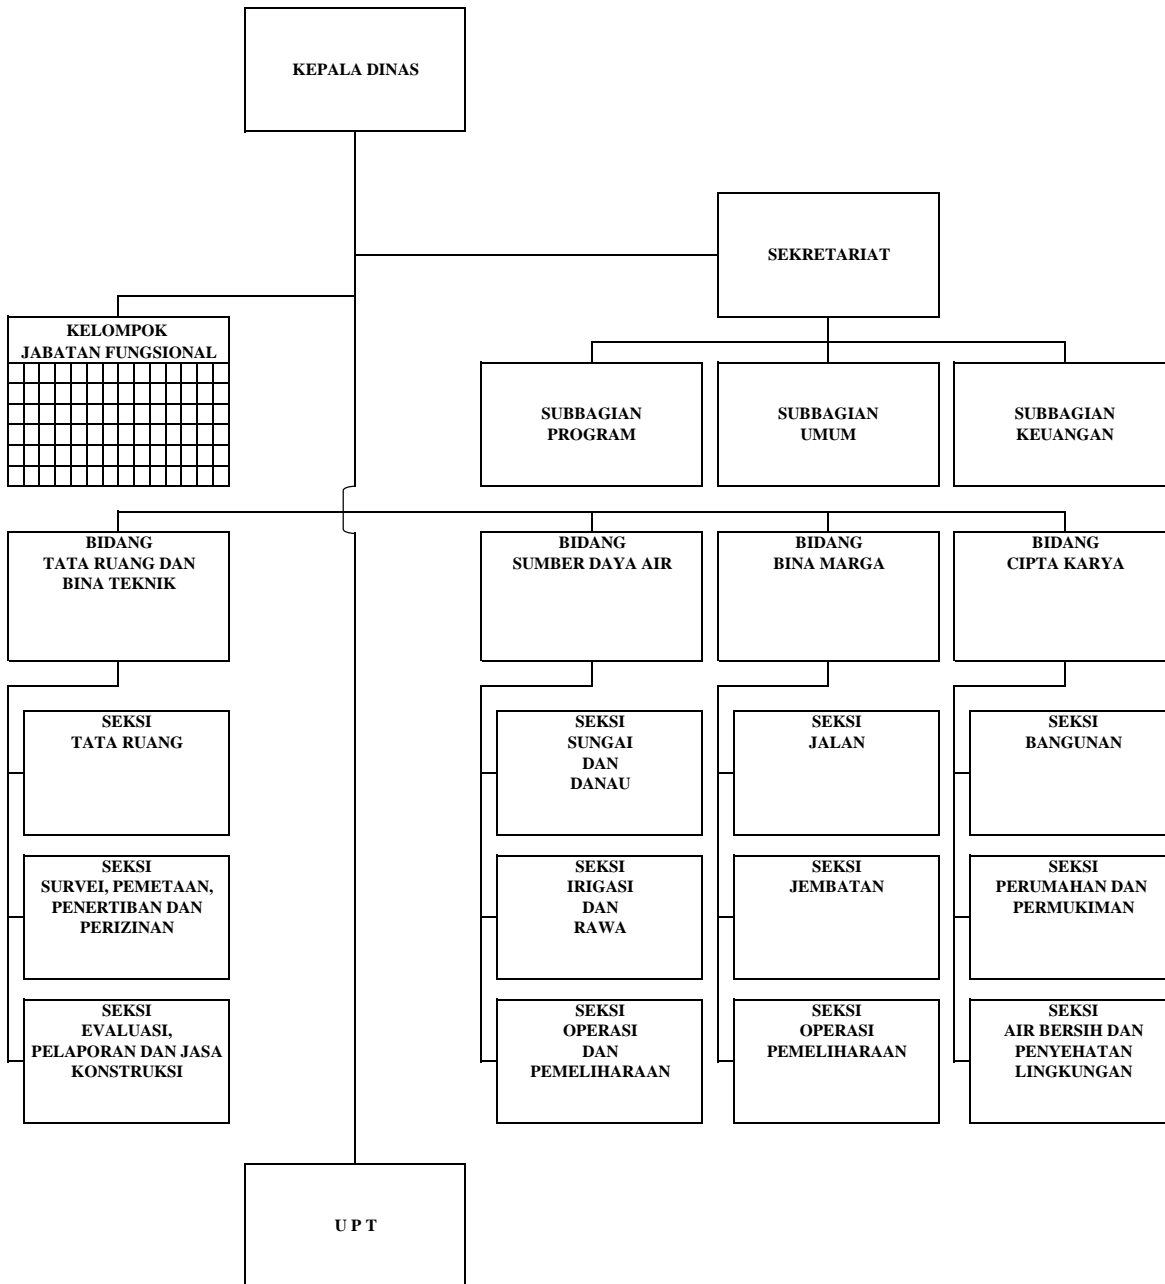 KEPALA DINAS
SEKRETARIAT
KELOMPOK
JABATAN FUNGSIONAL
SUBBAGIAN
PROGRAM
SUBBAGIAN
UMUM
SUBBAGIAN
KEUANGAN
BIDANG
TATA RUANG DAN
BINA TEKNIK
BIDANG
SUMBER DAYA AIR
BIDANG
BINA MARGA
BIDANG
CIPTA KARYA
SEKSI
TATA RUANG
SEKSI
SUNGAI
DAN
DANAU
SEKSI
JALAN
SEKSI
BANGUNAN
SEKSI
SURVEI, PEMETAAN,
PENERTIBAN DAN
PERIZINAN
SEKSI
IRIGASI
DAN
RAWA
SEKSI
JEMBATAN
SEKSI
PERUMAHAN DAN
PERMUKIMAN
SEKSI
EVALUASI,
PELAPORAN DAN JASA
KONSTRUKSI
SEKSI
OPERASI
DAN
PEMELIHARAAN
SEKSI
OPERASI
PEMELIHARAAN
SEKSI
AIR BERSIH DAN
PENYEHATAN
LINGKUNGAN
U P T